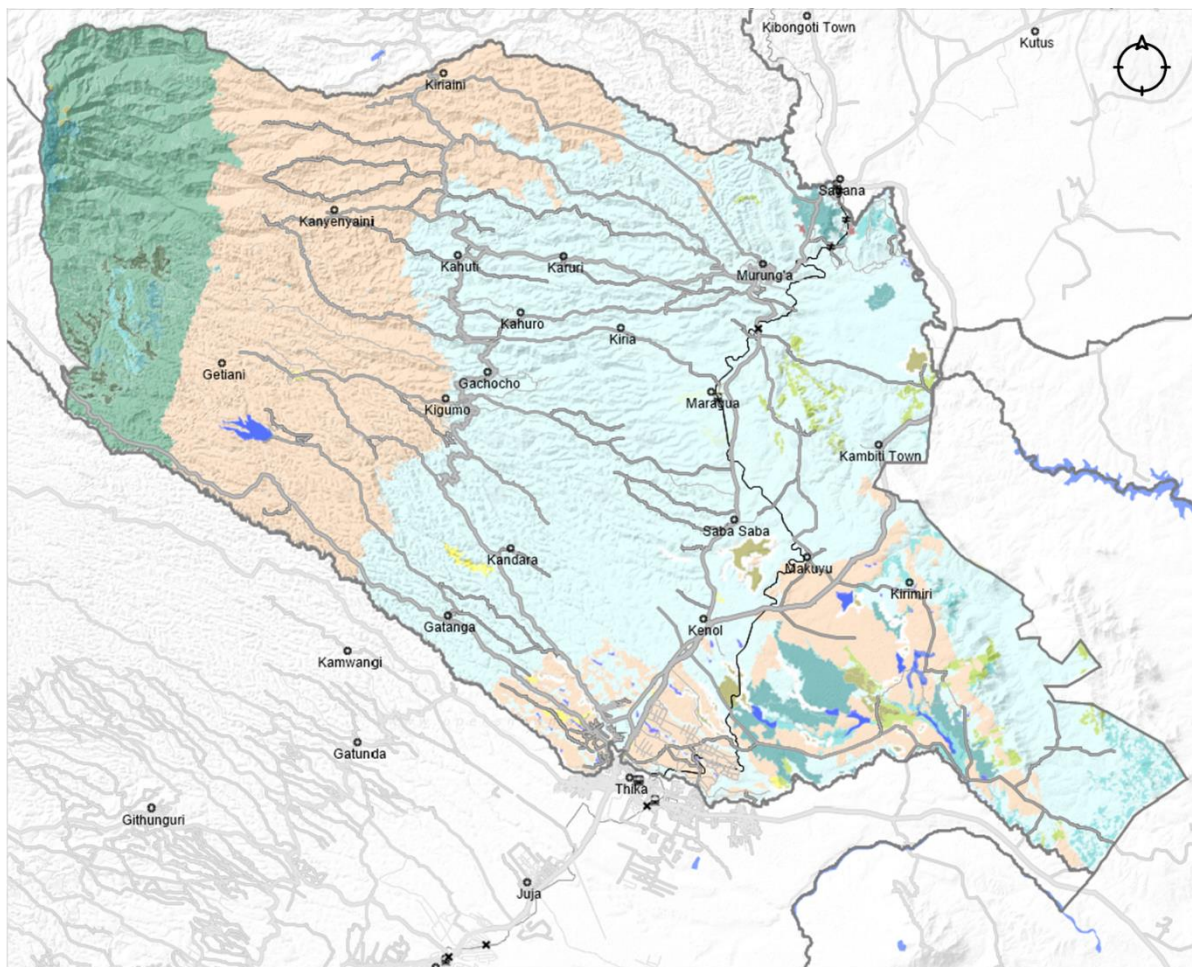 Kibongoti Town
Kutus
Kiriaini
Sagana
Kanyenyaini
Kahuti
Karuri
Murung'a
Kahuro
Kiria
Getiani
Gachocho
Kigumo
Maragua
Kambiti Town
Saba Saba
Kandara
Makuyu
Kirimiri
Gatanga
Kenol
Kamwangi
Gatunda
Thika
Githunguri
Juja